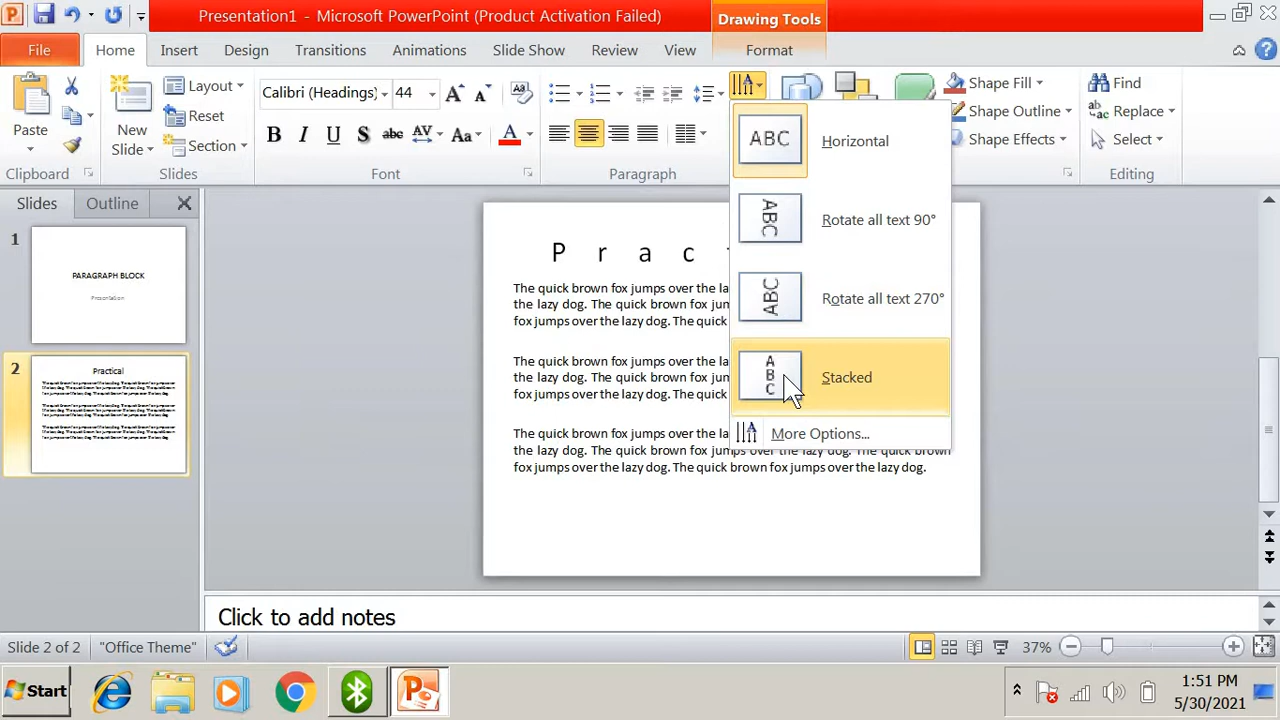 Presentation1 - Microsoft PowerPoint (Product Activation Failed)
Drawing Tools
File Home Insert Design Transitions Animations Slide Show Review View Format
Paste
New Slide
Layout
Reset
Section
Calibri (Headings) 44
B I U S abc AV Aa A
Shape Fill
Shape Outline
Shape Effects
Find
Replace
Select
Clipboard Slides Font Paragraph Editing
Slides Outline
1
PARAGRAPH BLOCK
Presentation
2
Practical
ABC Horizontal
ABC Rotate all text 90°
ABC Rotate all text 270°
ABC Stacked
More Options...
P r a c
The quick brown fox jumps over the la
the lazy dog. The quick brown fox jum
fox jumps over the lazy dog. The quick
The quick brown fox jumps over the la
the lazy dog. The quick brown fox jum
fox jumps over the lazy dog. The quick
The quick brown fox jumps over the la
the lazy dog. The quick brown fox jumps over the lazy dog. The quick brown
fox jumps over the lazy dog. The quick brown fox jumps over the lazy dog.
Click to add notes
Slide 2 of 2 "Office Theme" 37%
Start 1:51 PM
5/30/2021